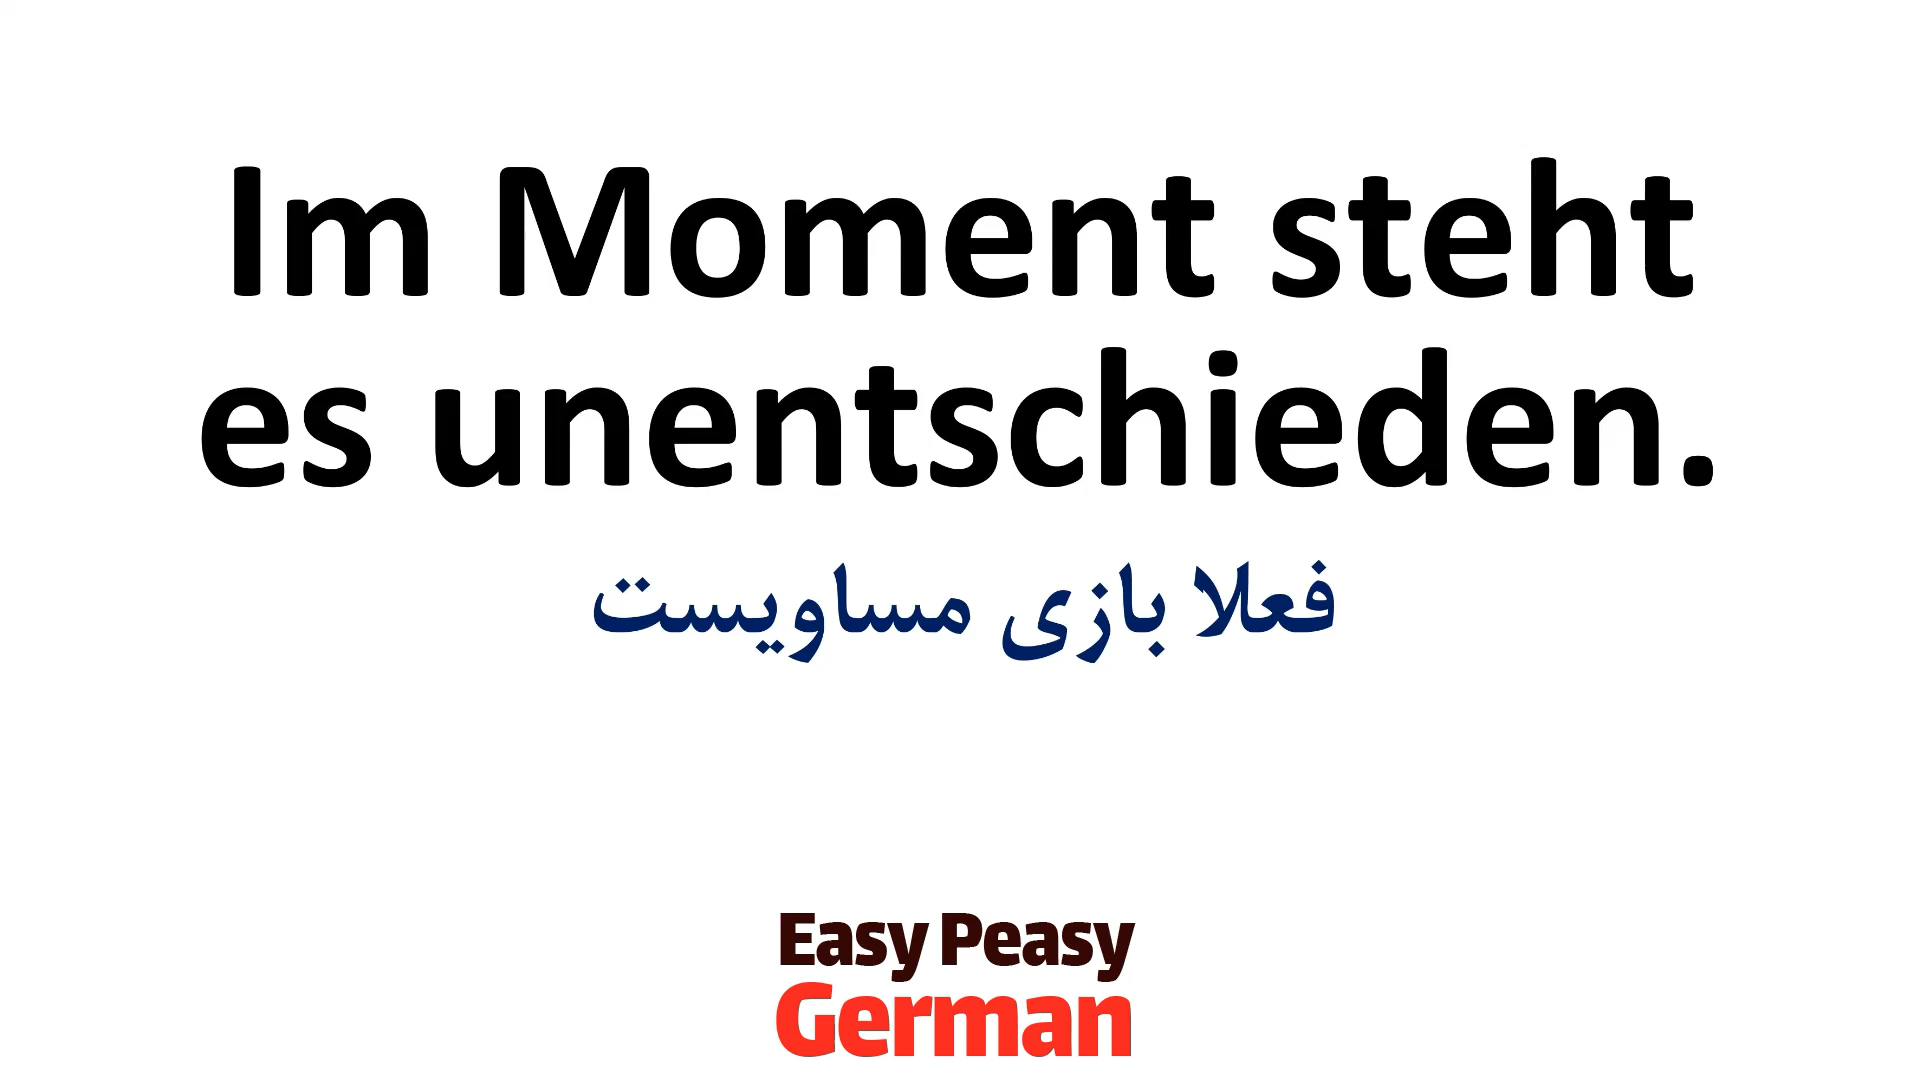 Im Moment steht
es unentschieden.
فعلا بازی مساویست
Easy Peasy
German